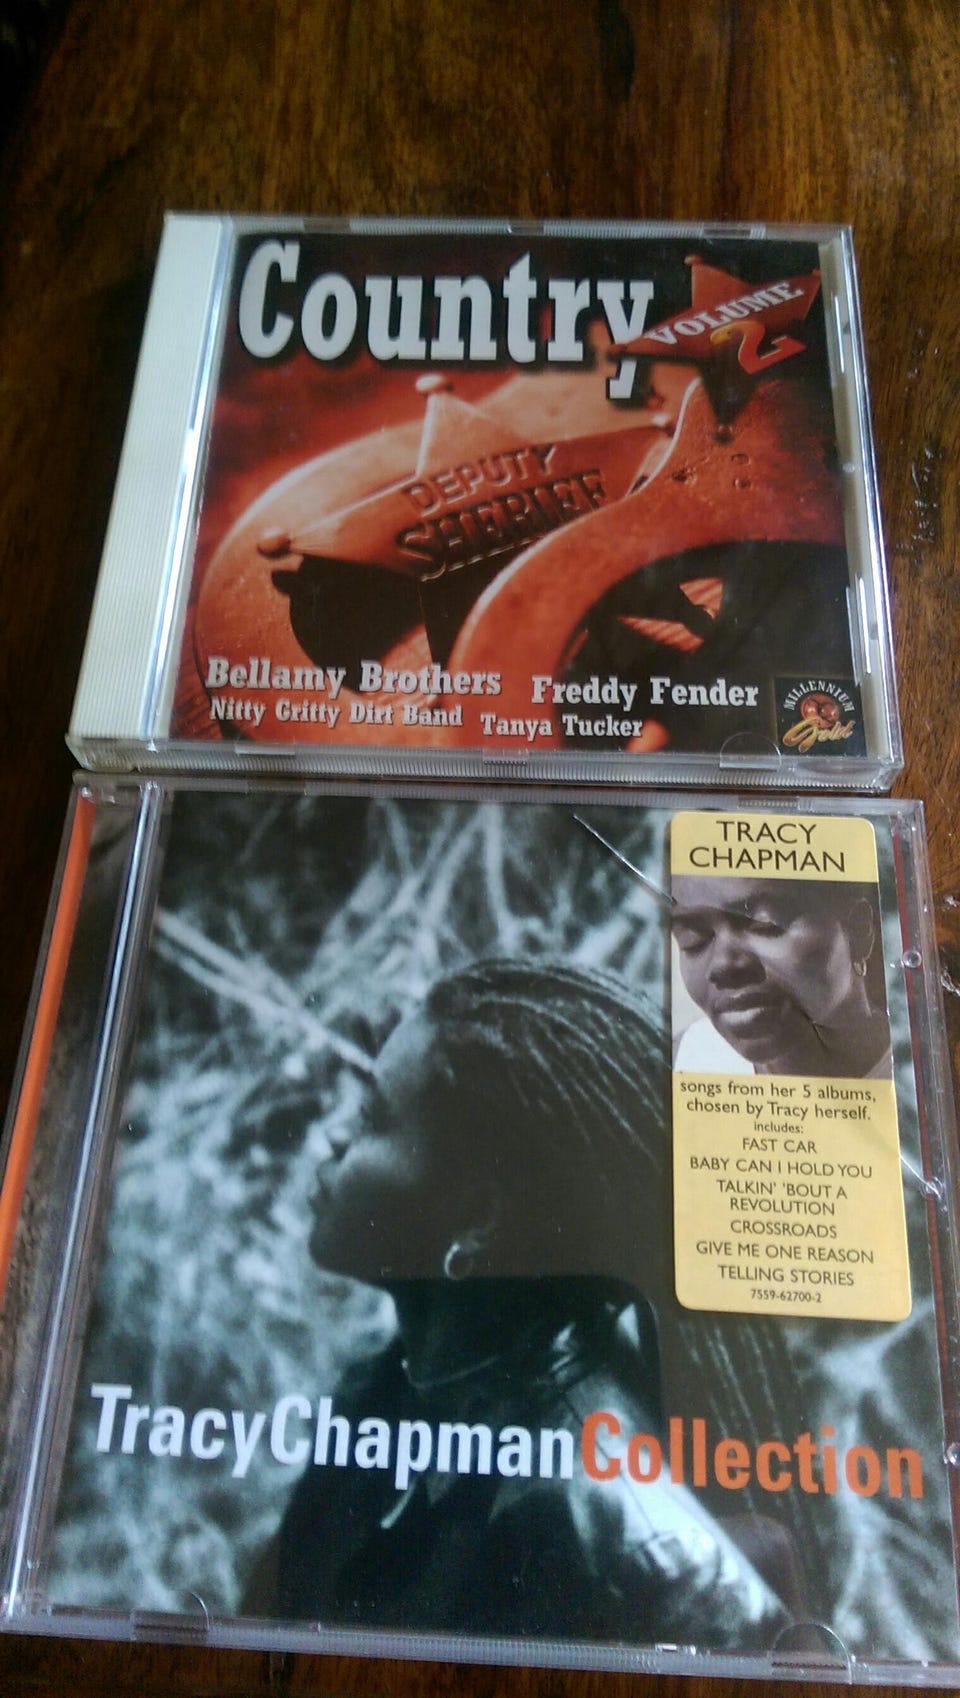 Country
VOLUME
2
DEPUTY
SHERIFF
Bellamy Brothers
Freddy Fender
Nitty Gritty Dirt Band
Tanya Tucker
MILLENNIUM
Gold
TRACY
CHAPMAN
songs from her 5 albums,
chosen by Tracy herself.
includes:
FAST CAR
BABY CAN I HOLD YOU
TALKIN' 'BOUT A
REVOLUTION
CROSSROADS
GIVE ME ONE REASON
TELLING STORIES
7559-62700-2
TracyChapmanCollection